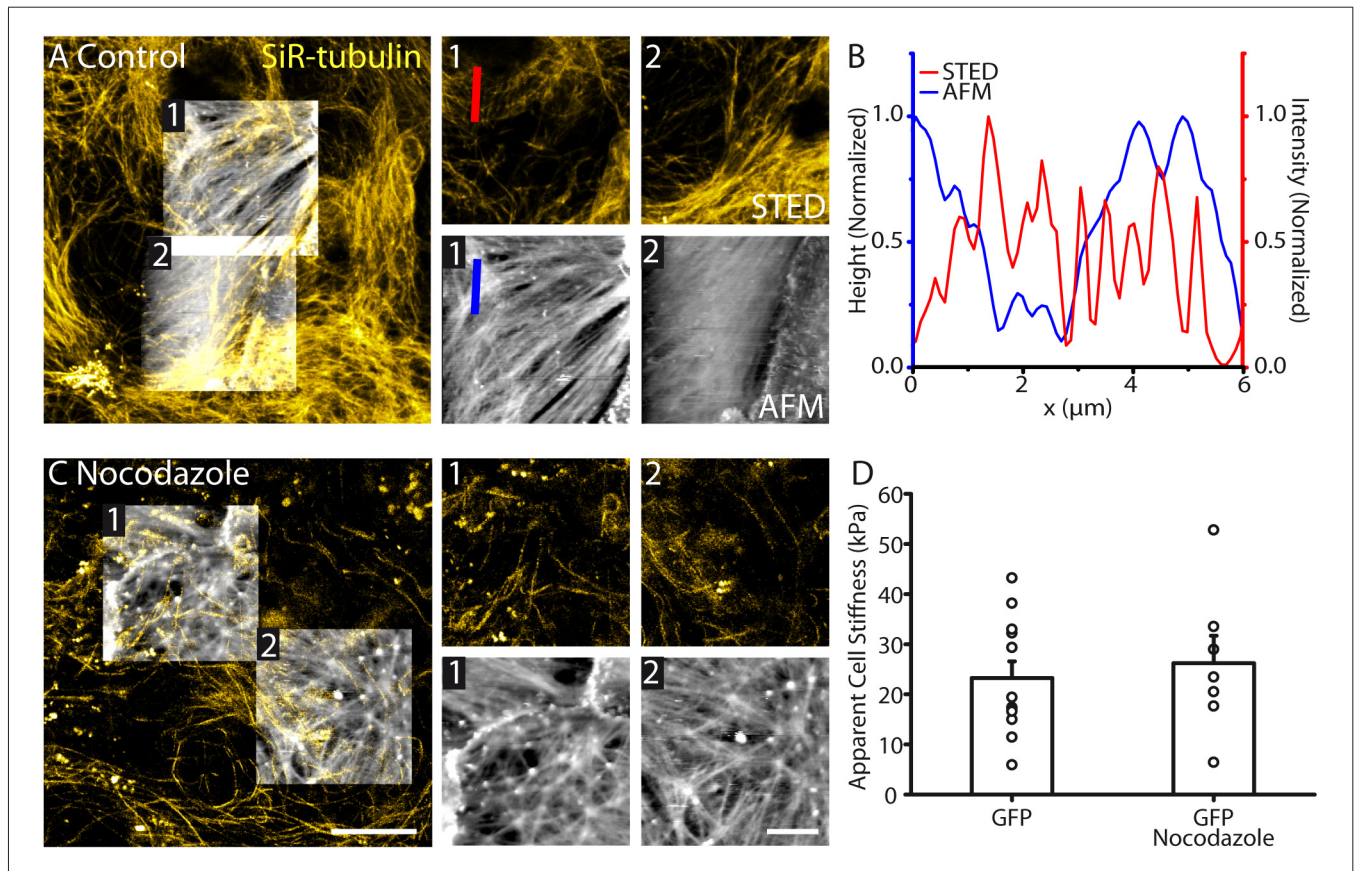 A Control
SiR-tubulin
1
2
1
2
STED
1
2
AFM
B
STED
AFM
Height (Normalized)
1.0
0.5
0.0
Intensity (Normalized)
1.0
0.5
0.0
0
2
4
6
x (µm)
C Nocodazole
1
2
1
2
1
2
D
Apparent Cell Stiffness (kPa)
60
50
40
30
20
10
0
GFP
GFP
Nocodazole